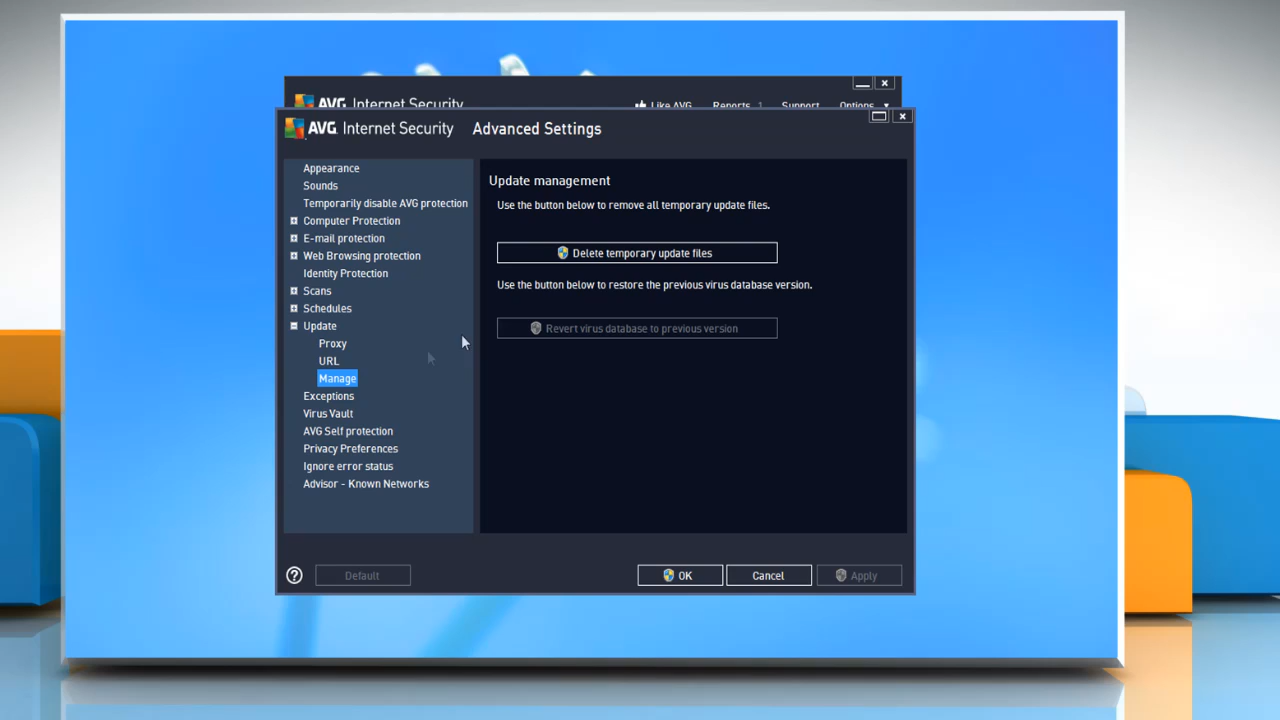 AVG Internet Security
Like AVG Reports 1 Support Options
AVG Internet Security Advanced Settings
Appearance
Sounds
Temporarily disable AVG protection
Computer Protection
E-mail protection
Web Browsing protection
Identity Protection
Scans
Schedules
Update
Proxy
URL
Manage
Exceptions
Virus Vault
AVG Self protection
Privacy Preferences
Ignore error status
Advisor - Known Networks
Update management
Use the button below to remove all temporary update files.
Delete temporary update files
Use the button below to restore the previous virus database version.
Revert virus database to previous version
? Default OK Cancel Apply